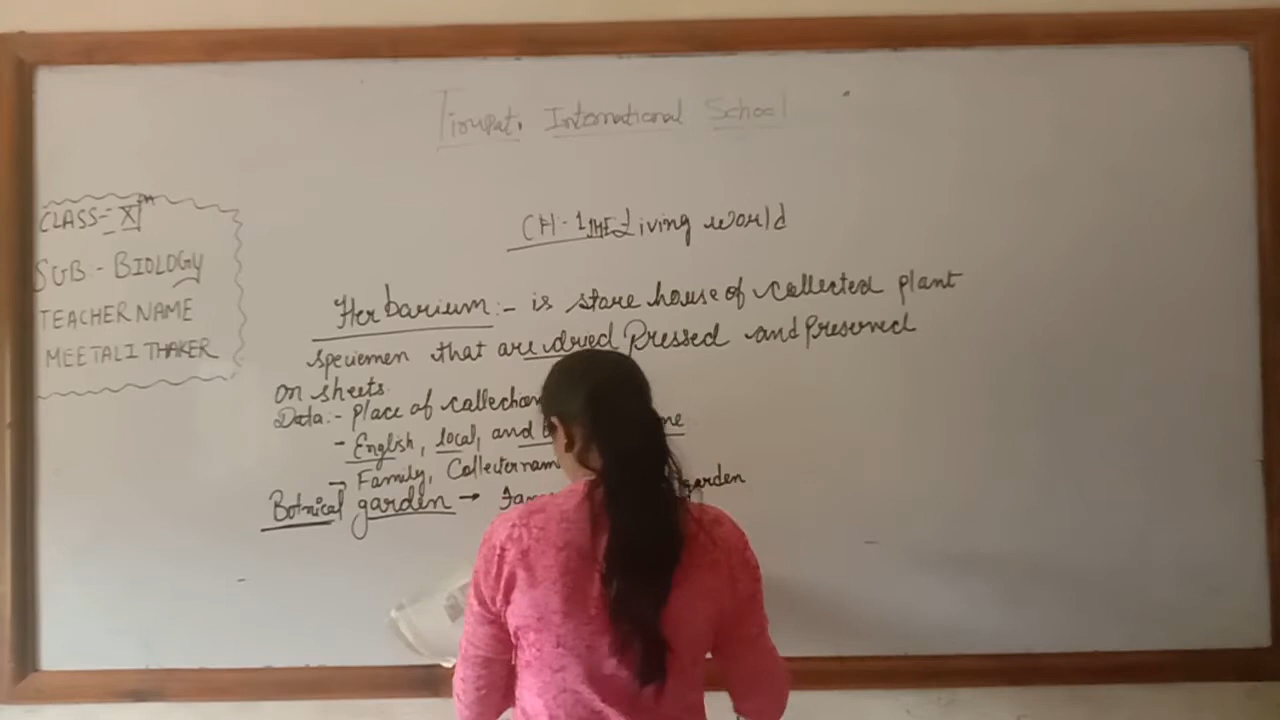 Tirupati International School
CLASS- XIth
SUB - BIOLOGY
TEACHER NAME
MEETALI THAKER
CH - 1 THE Living world
Herbarium :- is store house of collected plant
specimen that are dried Pressed and Preserved
on sheets
Data :- Place of collection
- English, local, and
→ Family, Collector name
Botnical garden → garden